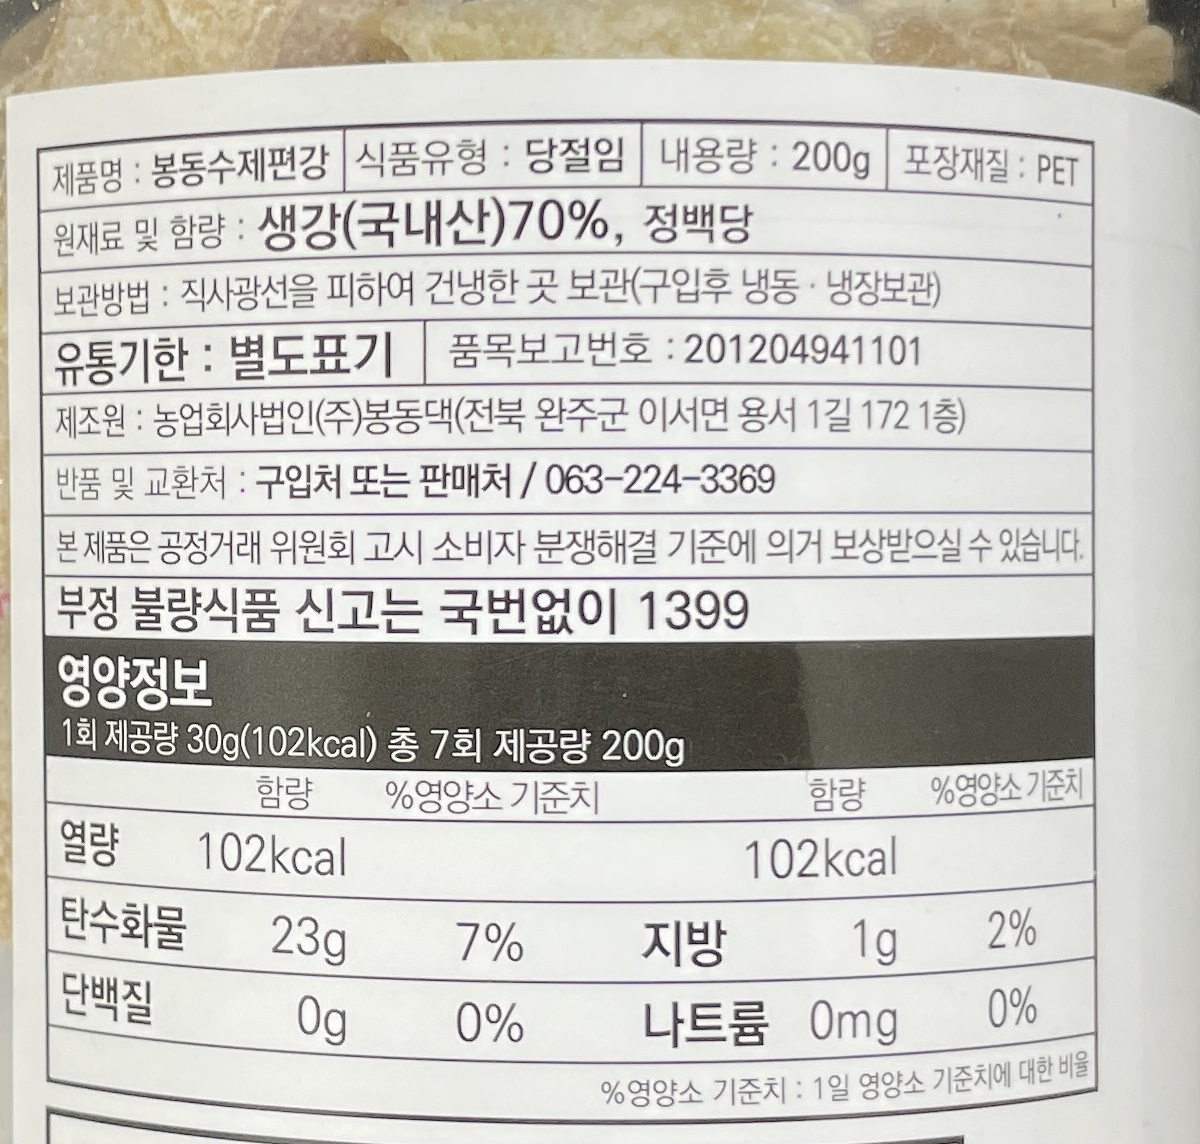 제품명 : 봉동수제편강 식품유형 : 당절임 내용량 : 200g 포장재질 : PET
원재료 및 함량 : 생강(국내산)70%, 정백당
보관방법 : 직사광선을 피하여 건냉한 곳 보관(구입후 냉동 · 냉장보관)
유통기한 : 별도표기 품목보고번호 : 201204941101
제조원 : 농업회사법인(주)봉동댁(전북 완주군 이서면 용서 1길 172 1층)
반품 및 교환처 : 구입처 또는 판매처 / 063-224-3369
본 제품은 공정거래 위원회 고시 소비자 분쟁해결 기준에 의거 보상받으실 수 있습니다.
부정 불량식품 신고는 국번없이 1399
영양정보
1회 제공량 30g(102kcal) 총 7회 제공량 200g
함량 %영양소 기준치 함량 %영양소 기준치
열량 102kcal 102kcal
탄수화물 23g 7% 지방 1g 2%
단백질 0g 0% 나트륨 0mg 0%
%영양소 기준치 : 1일 영양소 기준치에 대한 비율